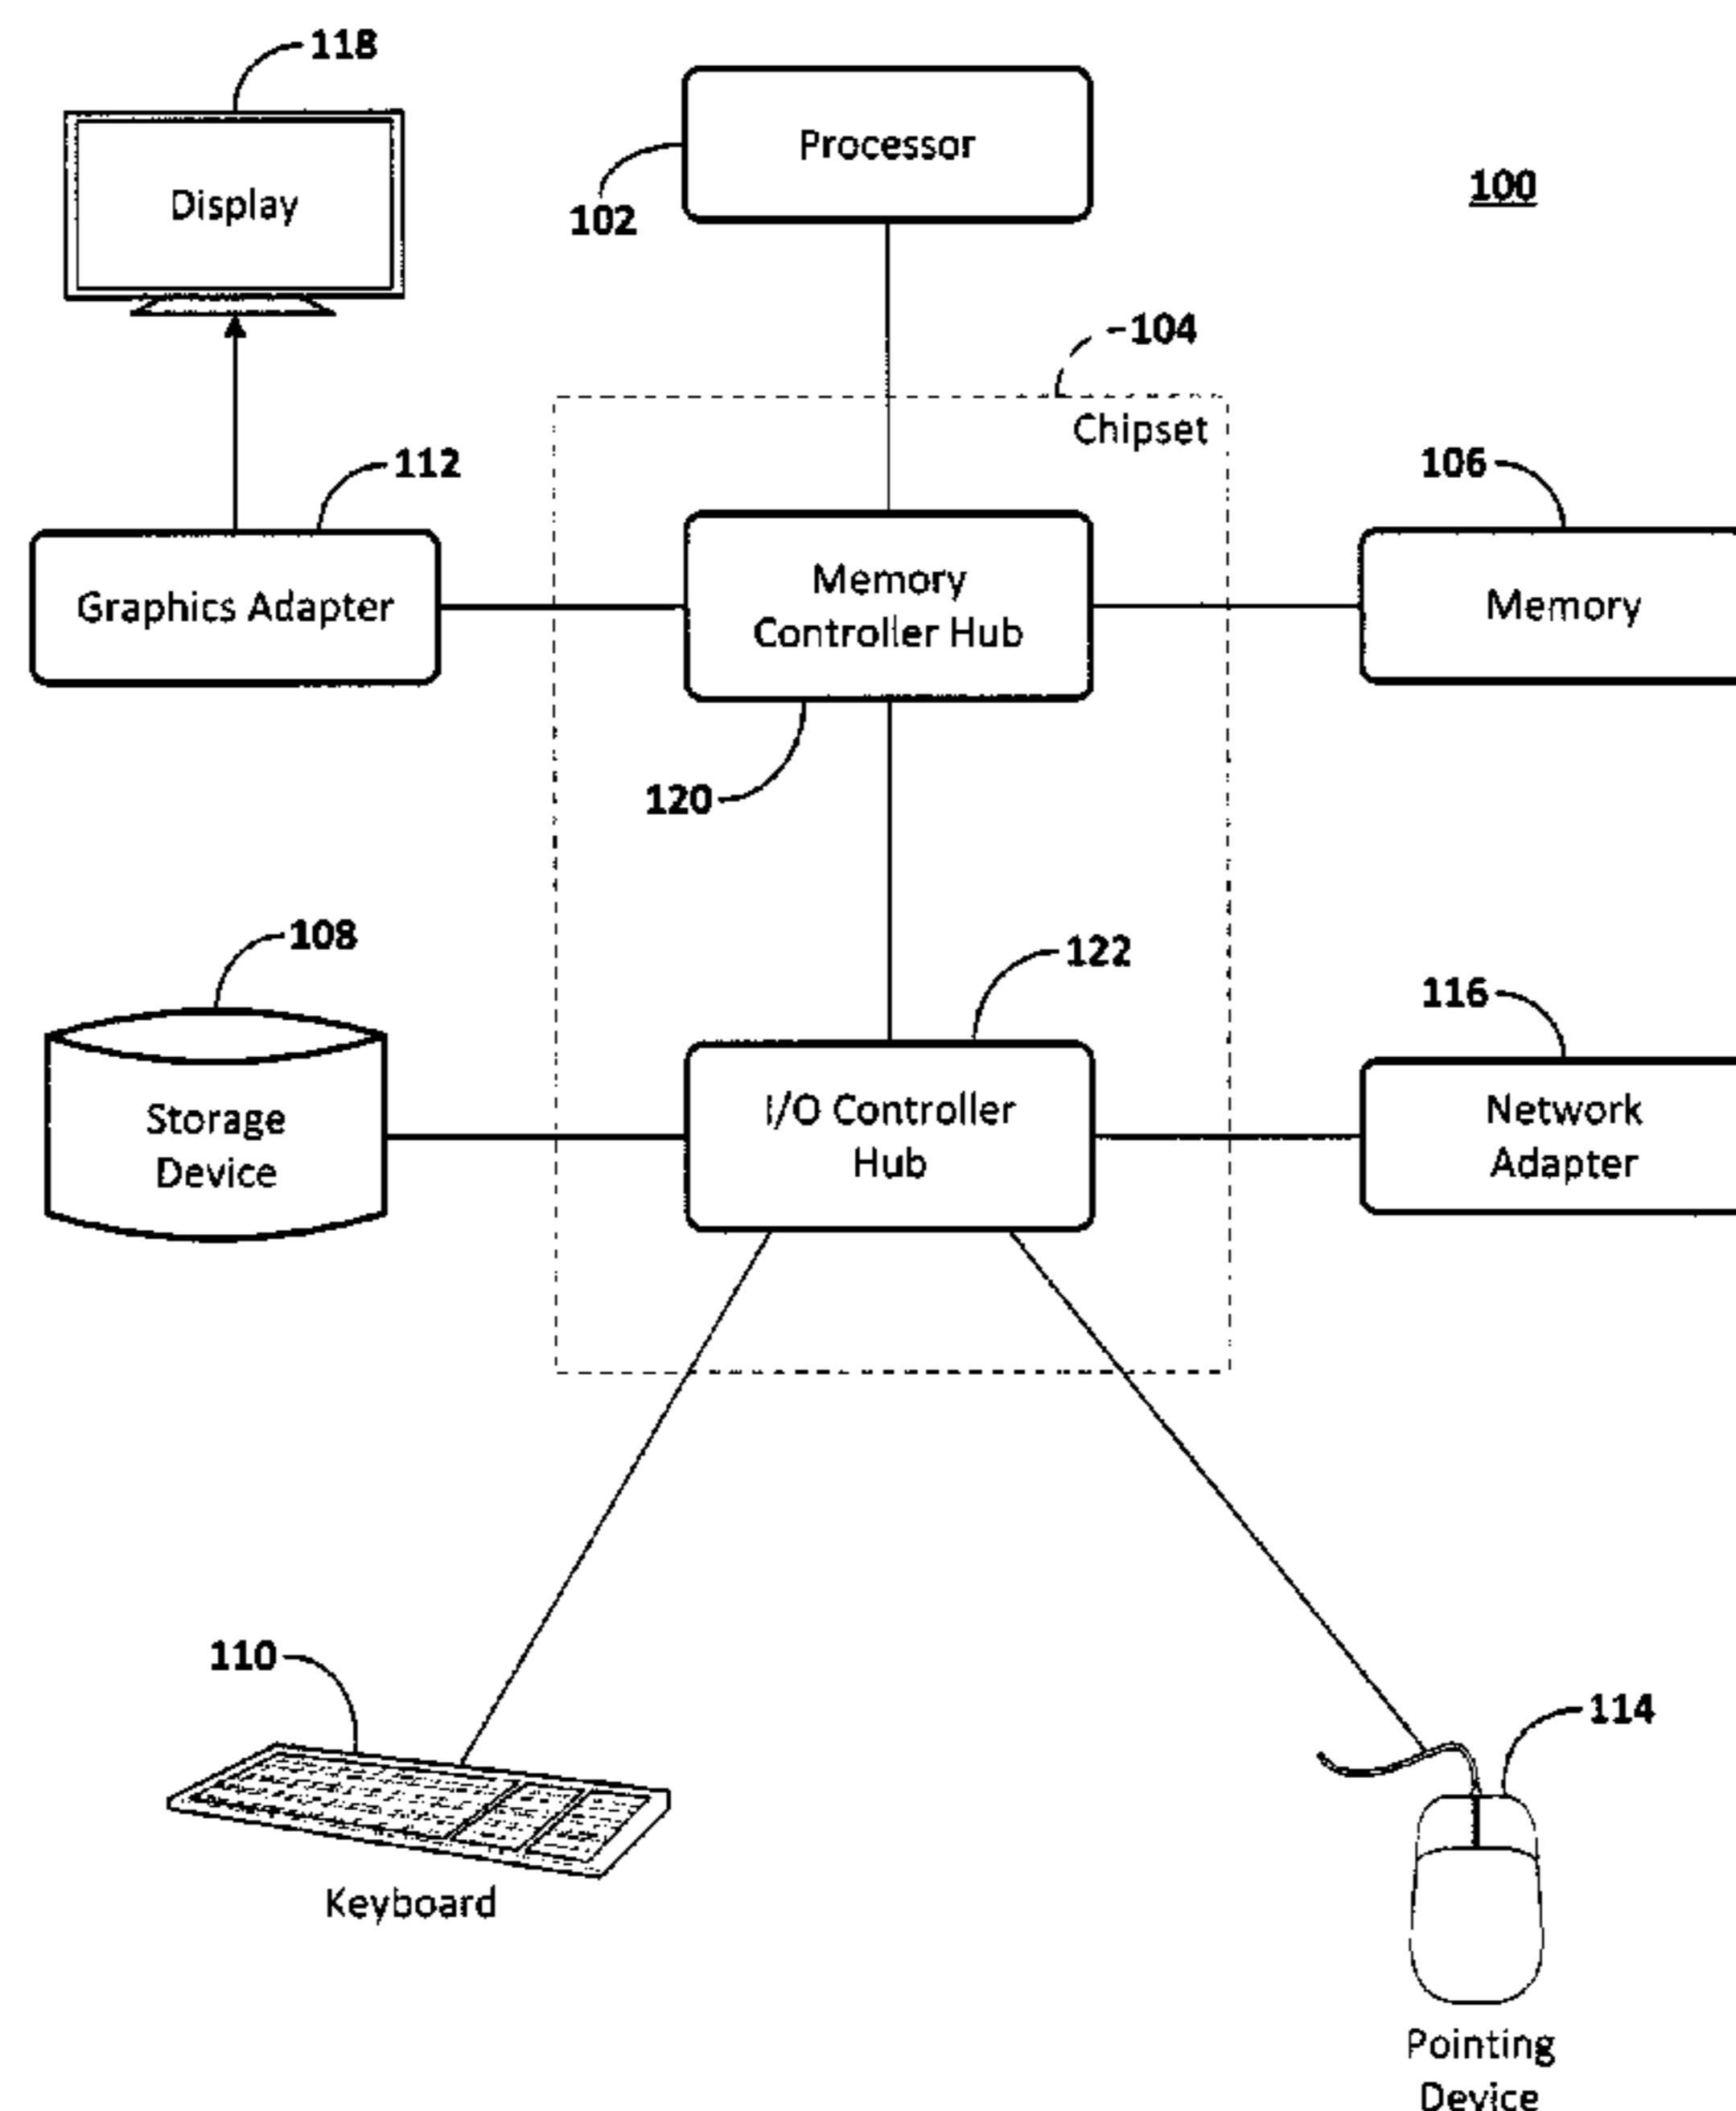 118
Processor
Display
100
102
104
Chipset
112
106
Memory
Controller Hub
Graphics Adapter
Memory
120
108
122
116
Storage
Device
I/O Controller
Hub
Network
Adapter
110
114
Keyboard
Pointing
Device